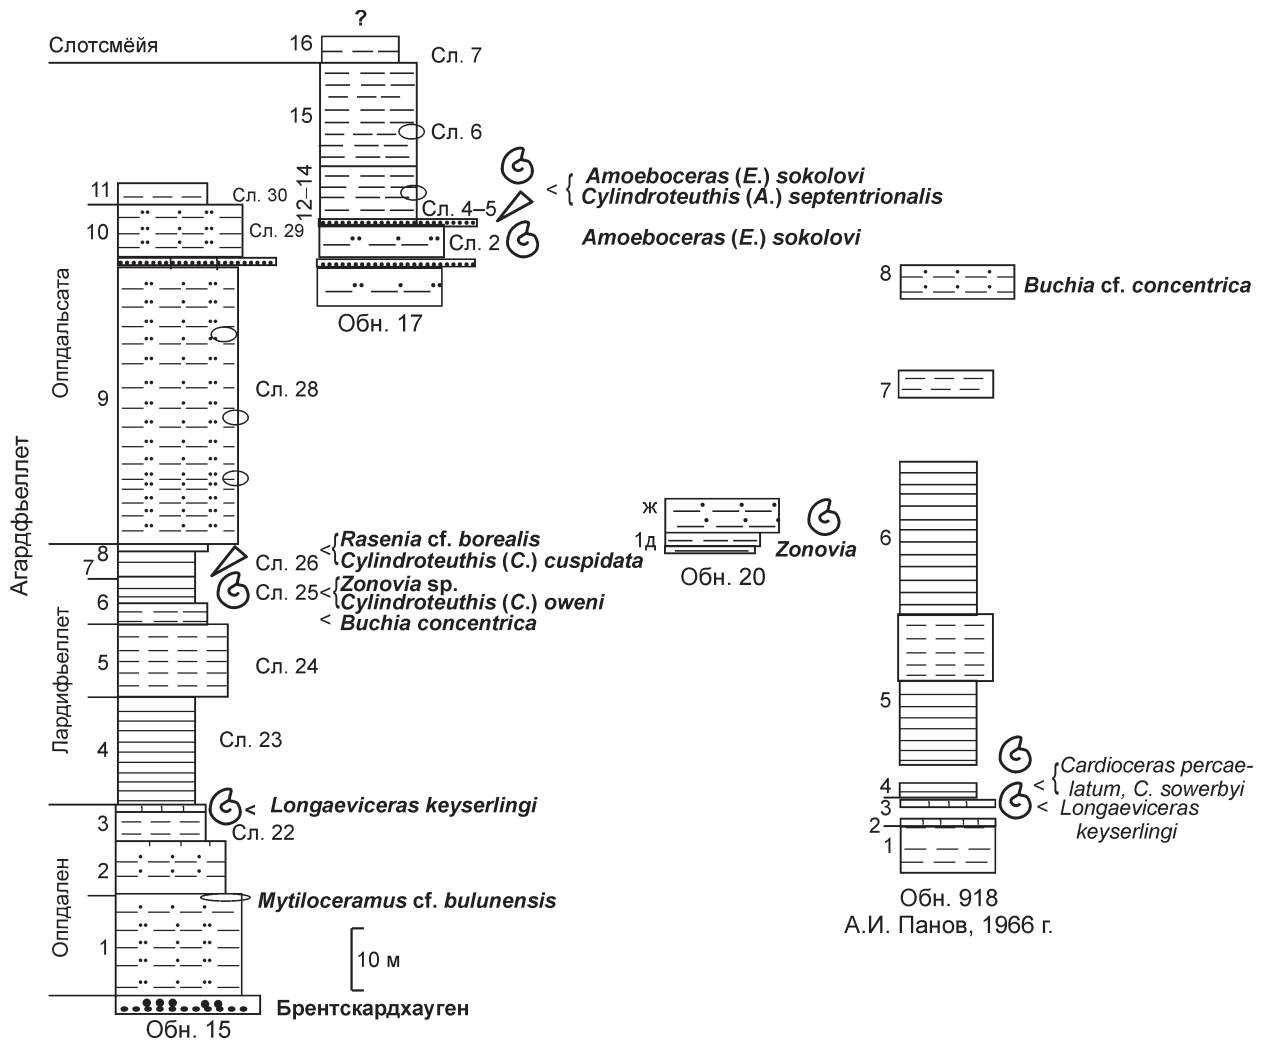 ?
Слотсмёйя
16
Сл. 7
15
Сл. 6
12–14
Сл. 4–5
< { Amoeboceras (E.) sokolovi
Cylindroteuthis (A.) septentrionalis
Сл. 2
Amoeboceras (E.) sokolovi
Обн. 17
11
Сл. 30
10
Сл. 29
Оппдальсата
9
Сл. 28
Агардфьеллет
8
Сл. 26
< { Rasenia cf. borealis
Cylindroteuthis (C.) cuspidata
7
Сл. 25
< { Zonovia sp.
Cylindroteuthis (C.) oweni
6
< Buchia concentrica
5
Сл. 24
Лардифьеллет
4
Сл. 23
< Longaeviceras keyserlingi
3
Сл. 22
2
Оппдален
Mytiloceramus cf. bulunensis
1
10 м
Брентскардхауген
Обн. 15
ж
1д
Zonovia
Обн. 20
8
Buchia cf. concentrica
7
6
5
4
< { Cardioceras percae-
latum, C. sowerbyi
3
< Longaeviceras
keyserlingi
2
1
Обн. 918
А.И. Панов, 1966 г.